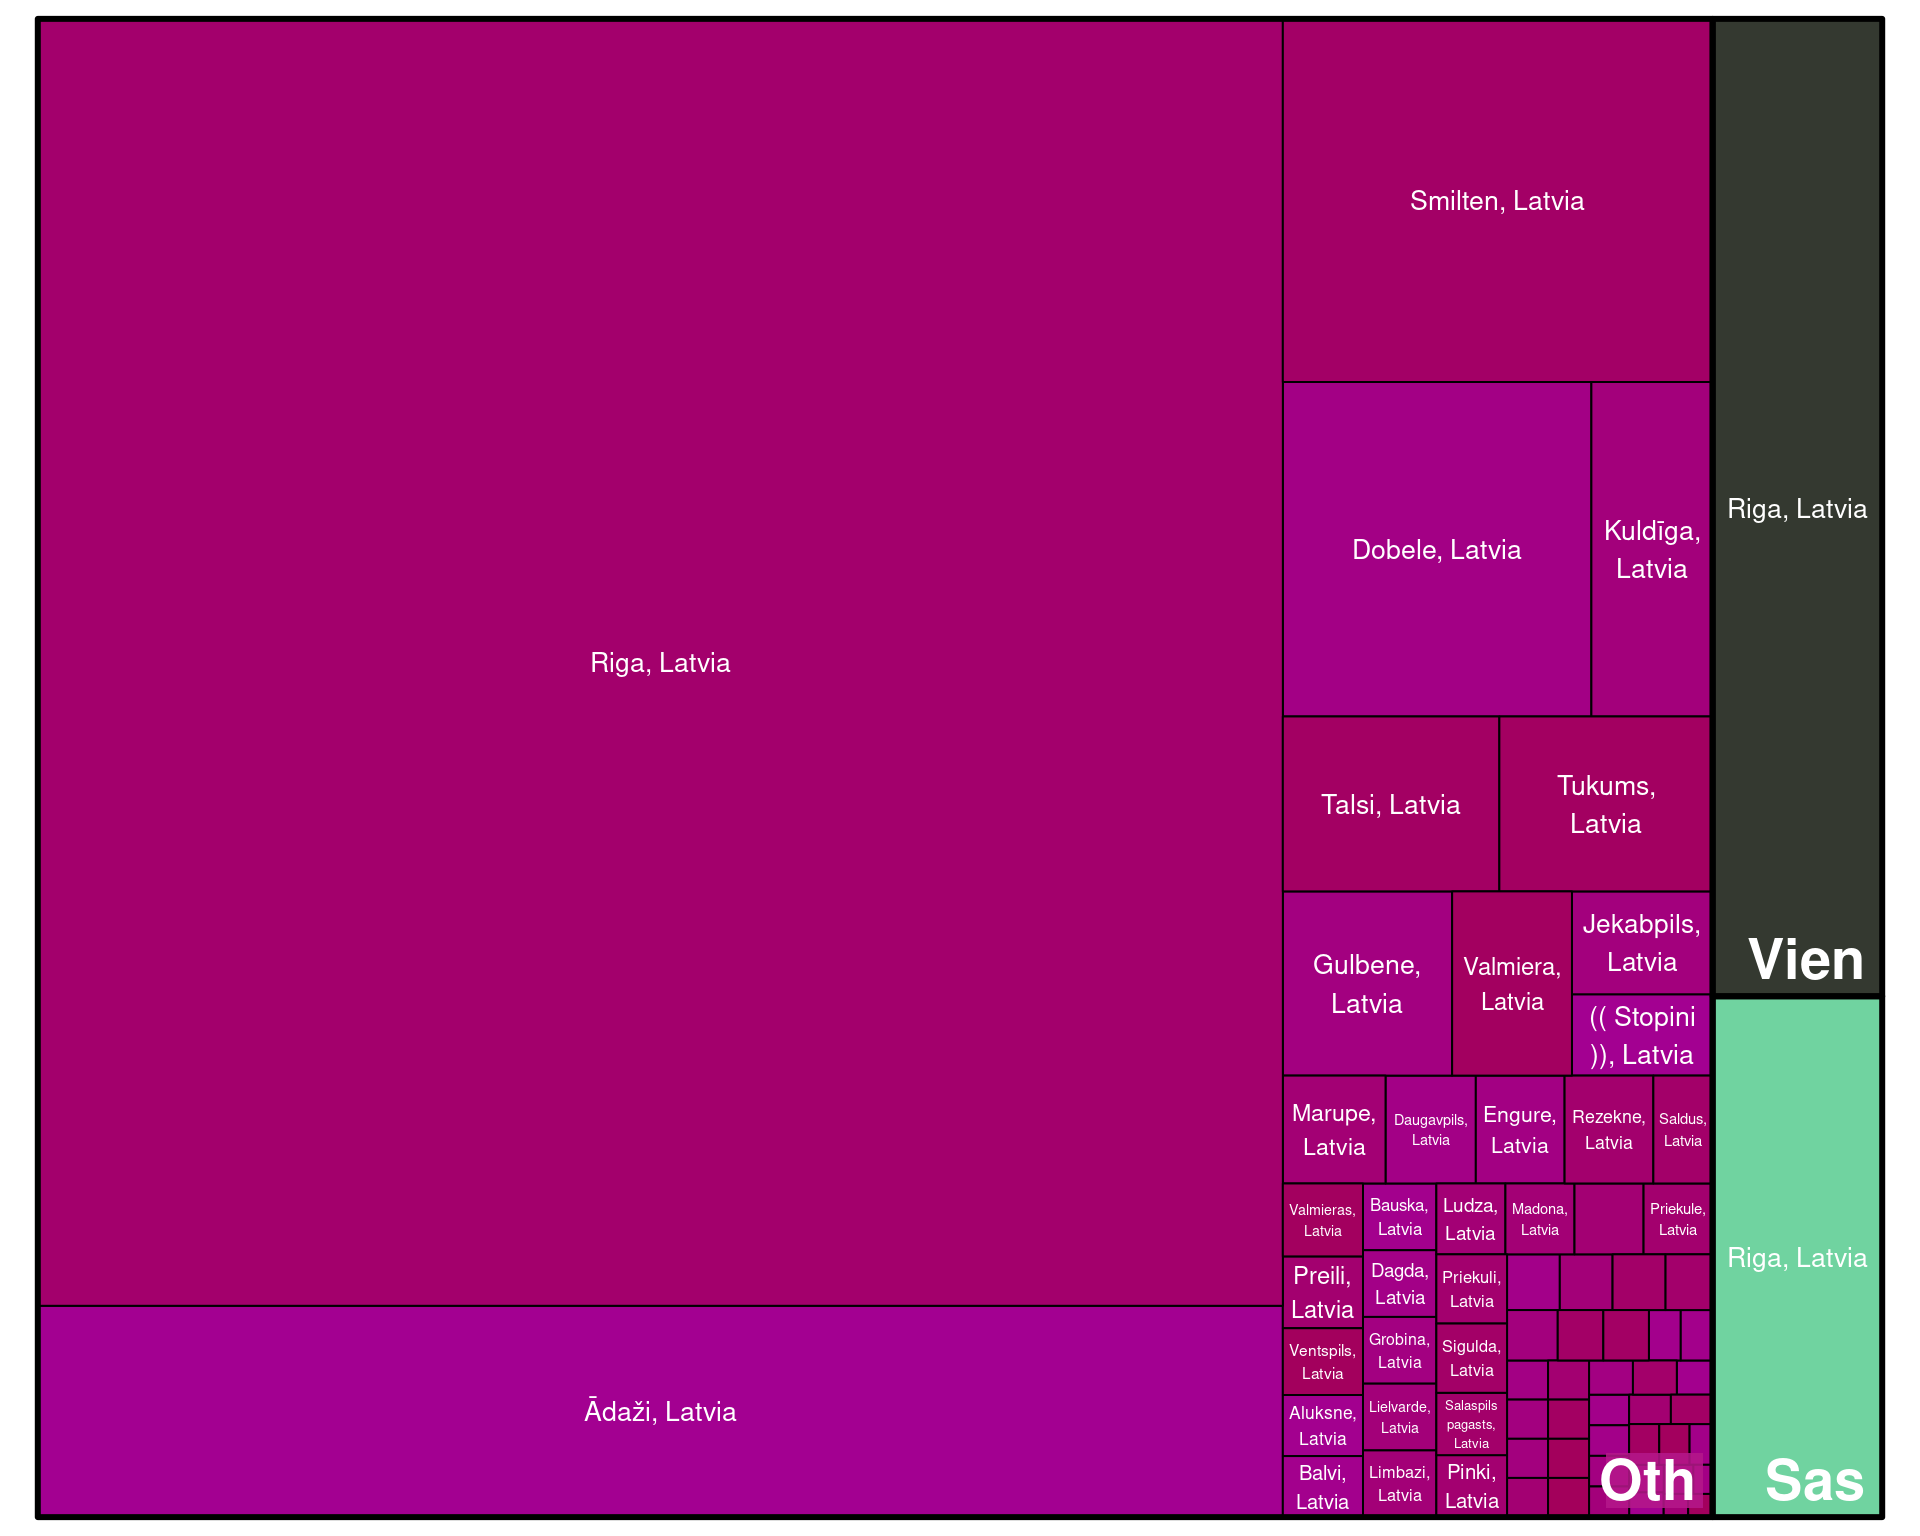 Riga, Latvia
Ādaži, Latvia
Smilten, Latvia
Dobele, Latvia
Kuldīga,
Latvia
Talsi, Latvia
Tukums,
Latvia
Gulbene,
Latvia
Valmiera,
Latvia
Jekabpils,
Latvia
(( Stopini
)), Latvia
Marupe,
Latvia
Daugavpils,
Latvia
Engure,
Latvia
Rezekne,
Latvia
Saldus,
Latvia
Valmieras,
Latvia
Bauska,
Latvia
Ludza,
Latvia
Madona,
Latvia
Priekule,
Latvia
Preili,
Latvia
Dagda,
Latvia
Priekuli,
Latvia
Ventspils,
Latvia
Grobina,
Latvia
Sigulda,
Latvia
Aluksne,
Latvia
Lielvarde,
Latvia
Salaspils
pagasts,
Latvia
Balvi,
Latvia
Limbazi,
Latvia
Pinki,
Latvia
Oth
Riga, Latvia
Vien
Riga, Latvia
Sas